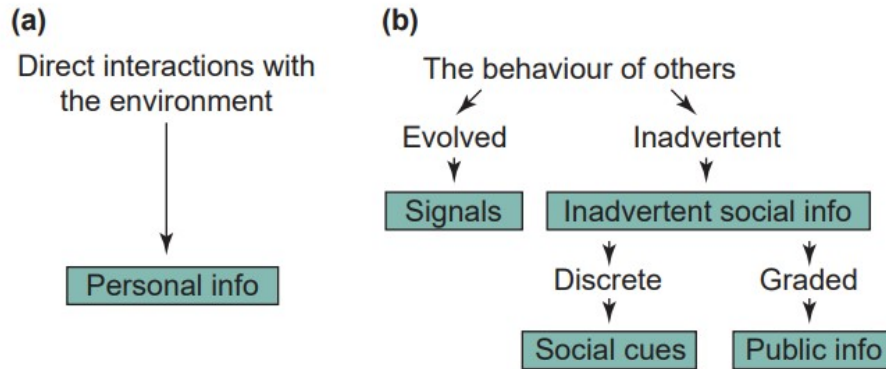 (a)
Direct interactions with
the environment
Personal info
(b)
The behaviour of others
Evolved
Inadvertent
Signals
Inadvertent social info
Discrete
Graded
Social cues
Public info